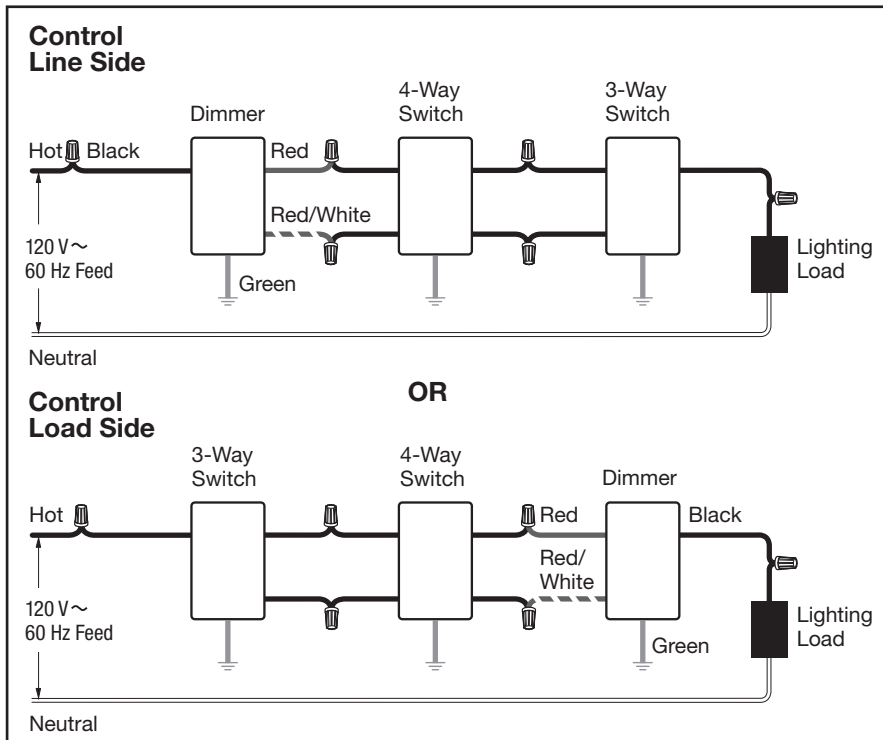 Control
Line Side
4-Way
Switch
3-Way
Switch
Dimmer
Hot
Black
Red
Red/White
120 V~
60 Hz Feed
Green
Lighting
Load
Neutral
OR
Control
Load Side
3-Way
Switch
4-Way
Switch
Dimmer
Hot
Red
Black
Red/
White
120 V~
60 Hz Feed
Green
Lighting
Load
Neutral